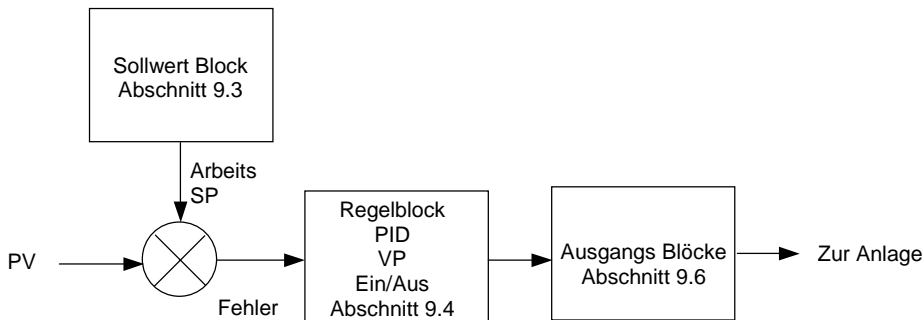 Sollwert Block
Abschnitt 9.3
Arbeits
SP
PV
Fehler
Regelblock
PID
VP
Ein/Aus
Abschnitt 9.4
Ausgangs Blöcke
Abschnitt 9.6
Zur Anlage